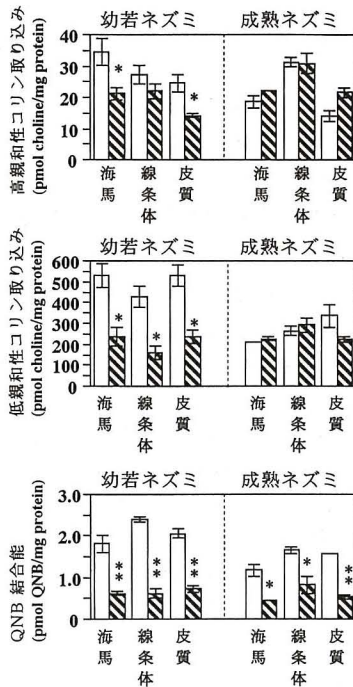 幼若ネズミ 成熟ネズミ
高親和性コリン取り込み
(pmol choline/mg protein)
40
30
20
10
0
* *
海馬 線条体 皮質 海馬 線条体 皮質
幼若ネズミ 成熟ネズミ
低親和性コリン取り込み
(pmol choline/mg protein)
600
500
400
300
200
100
0
* * *
海馬 線条体 皮質 海馬 線条体 皮質
幼若ネズミ 成熟ネズミ
QNB 結合能
(pmol QNB/mg protein)
3.0
2.0
1.0
0
** ** ** * * **
海馬 線条体 皮質 海馬 線条体 皮質